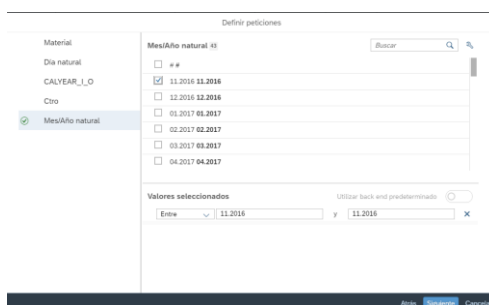 Definir peticiones
Material
Dia natural
CALYEAR_I_O
Ctro
Mes/Año natural
Mes/Año natural 43
Buscar
# #
11.2016 11.2016
12.2016 12.2016
01.2017 01.2017
02.2017 02.2017
03.2017 03.2017
04.2017 04.2017
Valores seleccionados
Utilizar back end predeterminado
Entre 11.2016 y 11.2016
Atrás Siguiente Cancelar